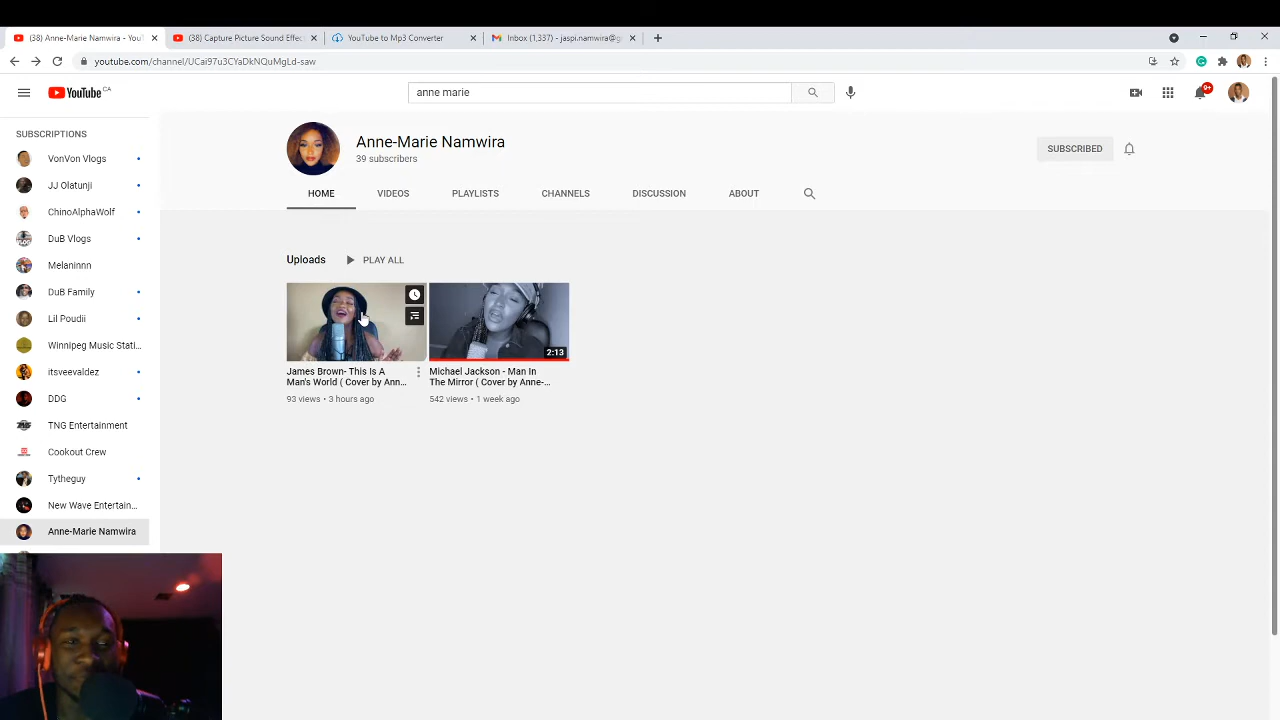 (38) Anne-Marie Namwira - You
(38) Capture Picture Sound Effec
YouTube to Mp3 Converter
Inbox (1,337) - jaspi.namwira@g
youtube.com/channel/UCai97u3CYaDkNQuMgLd-saw
YouTube CA
anne marie
9+
SUBSCRIPTIONS
VonVon Vlogs
JJ Olatunji
ChinoAlphaWolf
DuB Vlogs
Melaninnn
DuB Family
Lil Poudii
Winnipeg Music Stati...
itsveevaldez
DDG
TNG Entertainment
Cookout Crew
Tytheguy
New Wave Entertain...
Anne-Marie Namwira
Anne-Marie Namwira
39 subscribers
SUBSCRIBED
HOME VIDEOS PLAYLISTS CHANNELS DISCUSSION ABOUT
Uploads PLAY ALL
James Brown- This Is A
Man's World ( Cover by Ann...
93 views • 3 hours ago
2:13
Michael Jackson - Man In
The Mirror ( Cover by Anne-...
542 views • 1 week ago